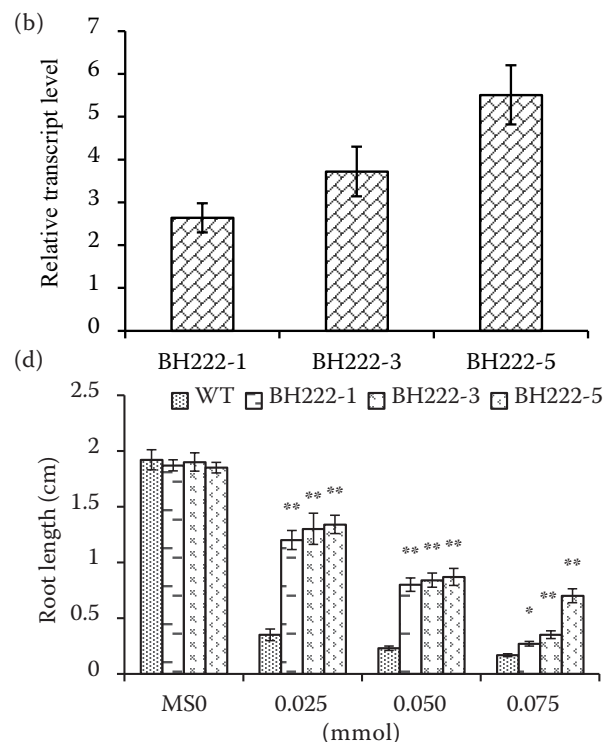 (b)
7
6
5
4
3
2
1
0
Relative transcript level
BH222-1 BH222-3 BH222-5
(d)
WT BH222-1 BH222-3 BH222-5
2.5
2
1.5
1
0.5
0
Root length (cm)
** ** **
** ** **
* ** **
MS0 0.025 0.050 0.075
(mmol)